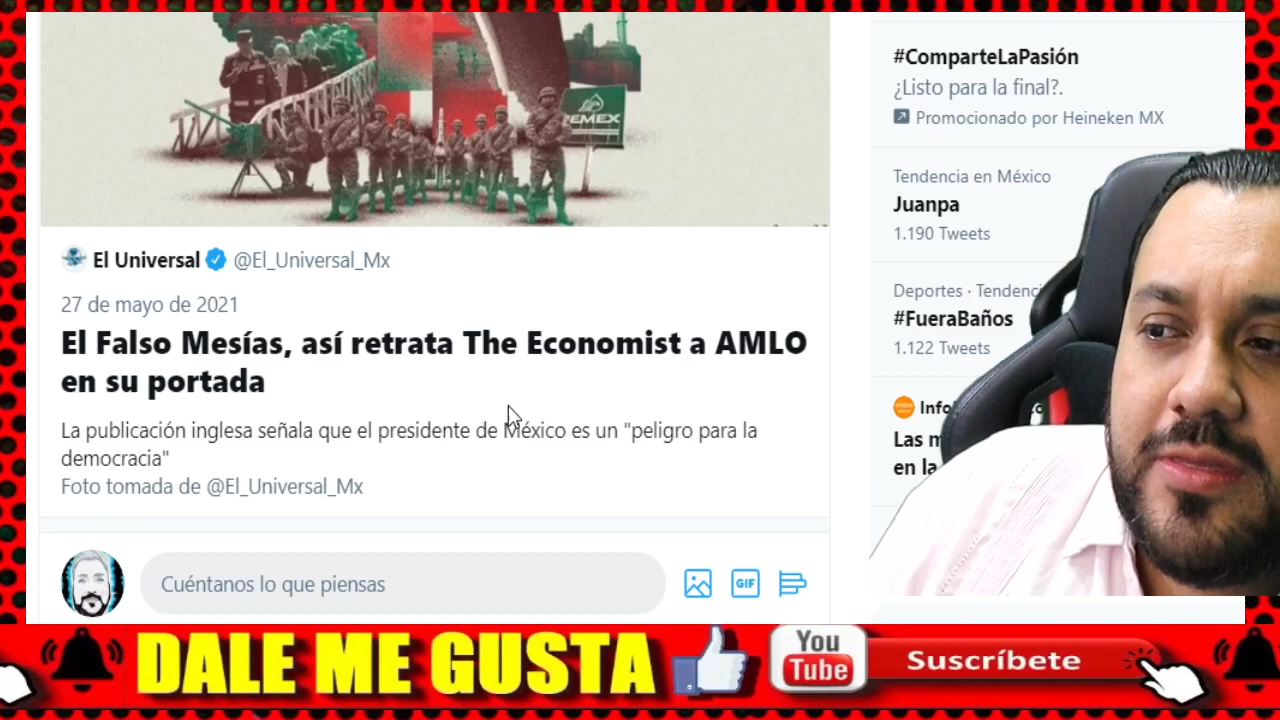 PEMEX
El Universal @El_Universal_Mx
27 de mayo de 2021
El Falso Mesías, así retrata The Economist a AMLO
en su portada
La publicación inglesa señala que el presidente de México es un "peligro para la
democracia"
Foto tomada de @El_Universal_Mx
Cuéntanos lo que piensas
GIF
#ComparteLaPasión
¿Listo para la final?.
Promocionado por Heineken MX
Tendencia en México
Juanpa
1.190 Tweets
Deportes · Tendenci
#FueraBaños
1.122 Tweets
Info
Las m
en la
DALE ME GUSTA
You
Tube
Suscríbete